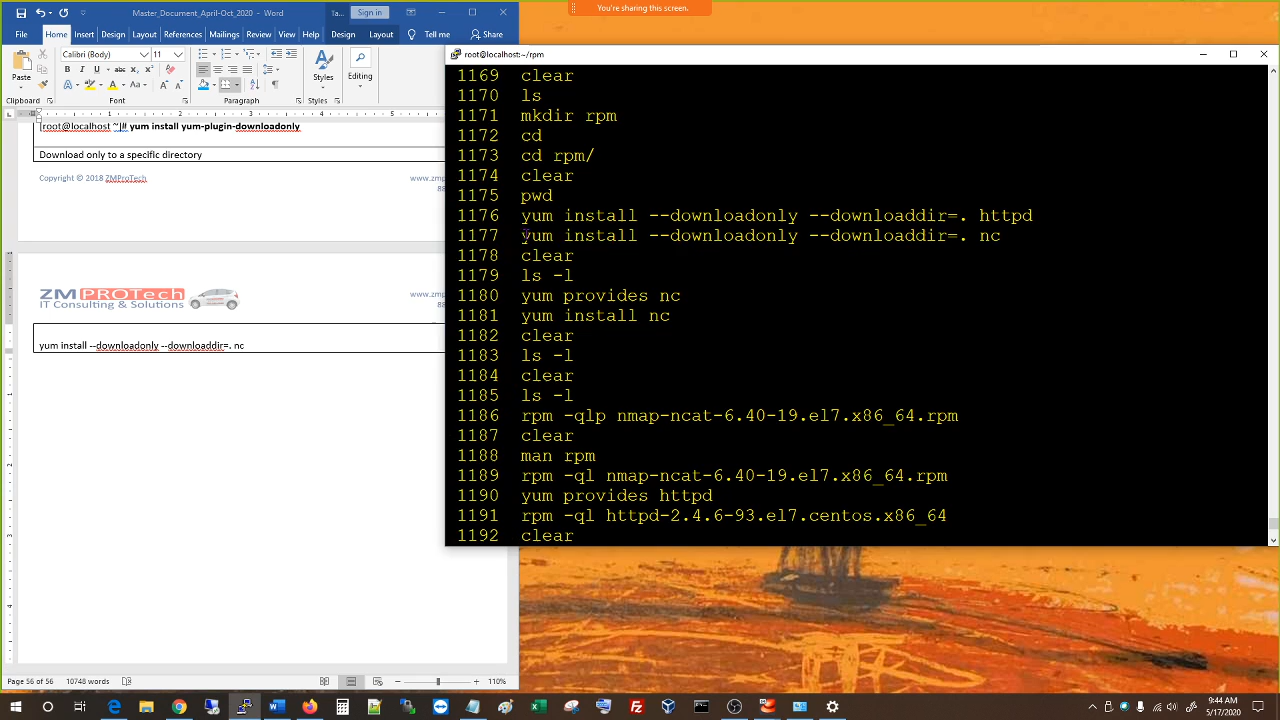 Master_Document_April-Oct_2020 - Word
Ta...
Sign in
You're sharing this screen.
File Home Insert Design Layout References Mailings Review View Help Design Layout Tell me
Share
Paste
Calibri (Body) 11
B I U abc
Aa
Styles
Editing
Clipboard Font Paragraph Styles
[root@localhost ~]# yum install yum-plugin-downloadonly
Download only to a specific directory
Copyright © 2018 ZMProTech
www.zmp
ZMPROTech
IT Consulting & Solutions
www.zmp
yum install --downloadonly --downloaddir=. nc
Page 56 of 56 10748 words
110%
root@localhost:~/rpm
1169 clear
1170 ls
1171 mkdir rpm
1172 cd
1173 cd rpm/
1174 clear
1175 pwd
1176 yum install --downloadonly --downloaddir=. httpd
1177 yum install --downloadonly --downloaddir=. nc
1178 clear
1179 ls -l
1180 yum provides nc
1181 yum install nc
1182 clear
1183 ls -l
1184 clear
1185 ls -l
1186 rpm -qlp nmap-ncat-6.40-19.el7.x86_64.rpm
1187 clear
1188 man rpm
1189 rpm -ql nmap-ncat-6.40-19.el7.x86_64.rpm
1190 yum provides httpd
1191 rpm -ql httpd-2.4.6-93.el7.centos.x86_64
1192 clear
9:44 AM
5/17/2020